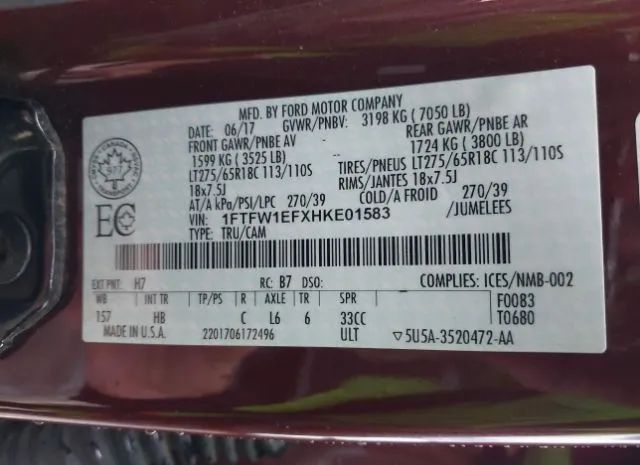 MFD. BY FORD MOTOR COMPANY
DATE: 06/17 GVWR/PNBV: 3198 KG ( 7050 LB)
FRONT GAWR/PNBE AV REAR GAWR/PNBE AR
1599 KG ( 3525 LB) 1724 KG ( 3800 LB)
LT275/65R18C 113/110S TIRES/PNEUS LT275/65R18C 113/110S
18x7.5J RIMS/JANTES 18x7.5J
AT/A kPa/PSI/LPC 270/39 COLD/A FROID 270/39
VIN: 1FTFW1EFXHKE01583 /JUMELEES
TYPE: TRU/CAM
EC
EXT PNT: H7 RC: B7 DSO: COMPLIES: ICES/NMB-002
WB INT TR TP/PS R AXLE TR SPR F0083
157 HB C L6 6 33CC T0680
MADE IN U.S.A. 2201706172496 ULT 5U5A-3520472-AA